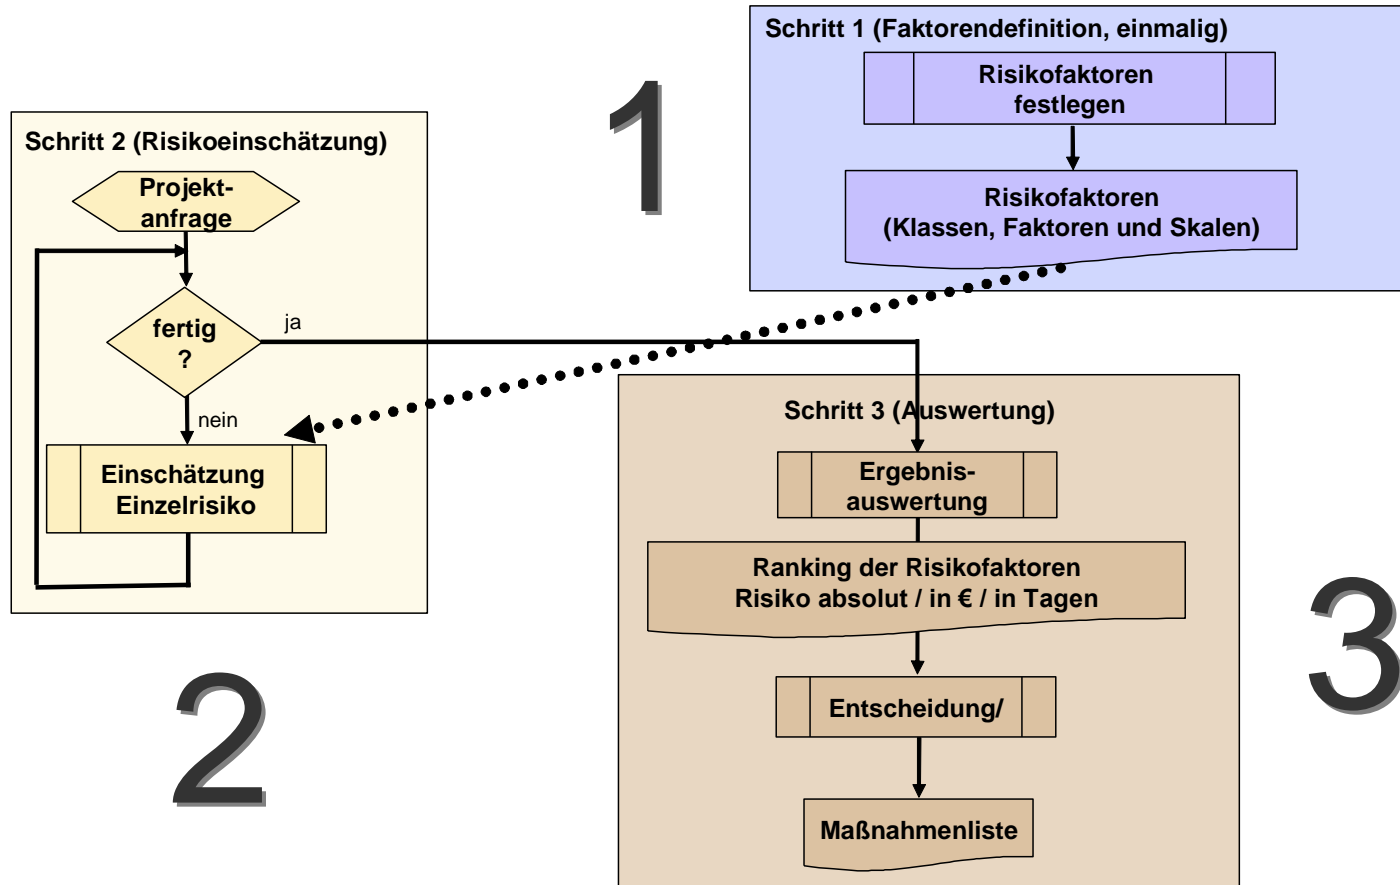 1
Schritt 1 (Faktorendefinition, einmalig)
Risikofaktoren
festlegen
Risikofaktoren
(Klassen, Faktoren und Skalen)
2
Schritt 2 (Risikoeinschätzung)
Projekt-
anfrage
fertig
?
ja
nein
Einschätzung
Einzelrisiko
3
Schritt 3 (Auswertung)
Ergebnis-
auswertung
Ranking der Risikofaktoren
Risiko absolut / in € / in Tagen
Entscheidung/
Maßnahmenliste